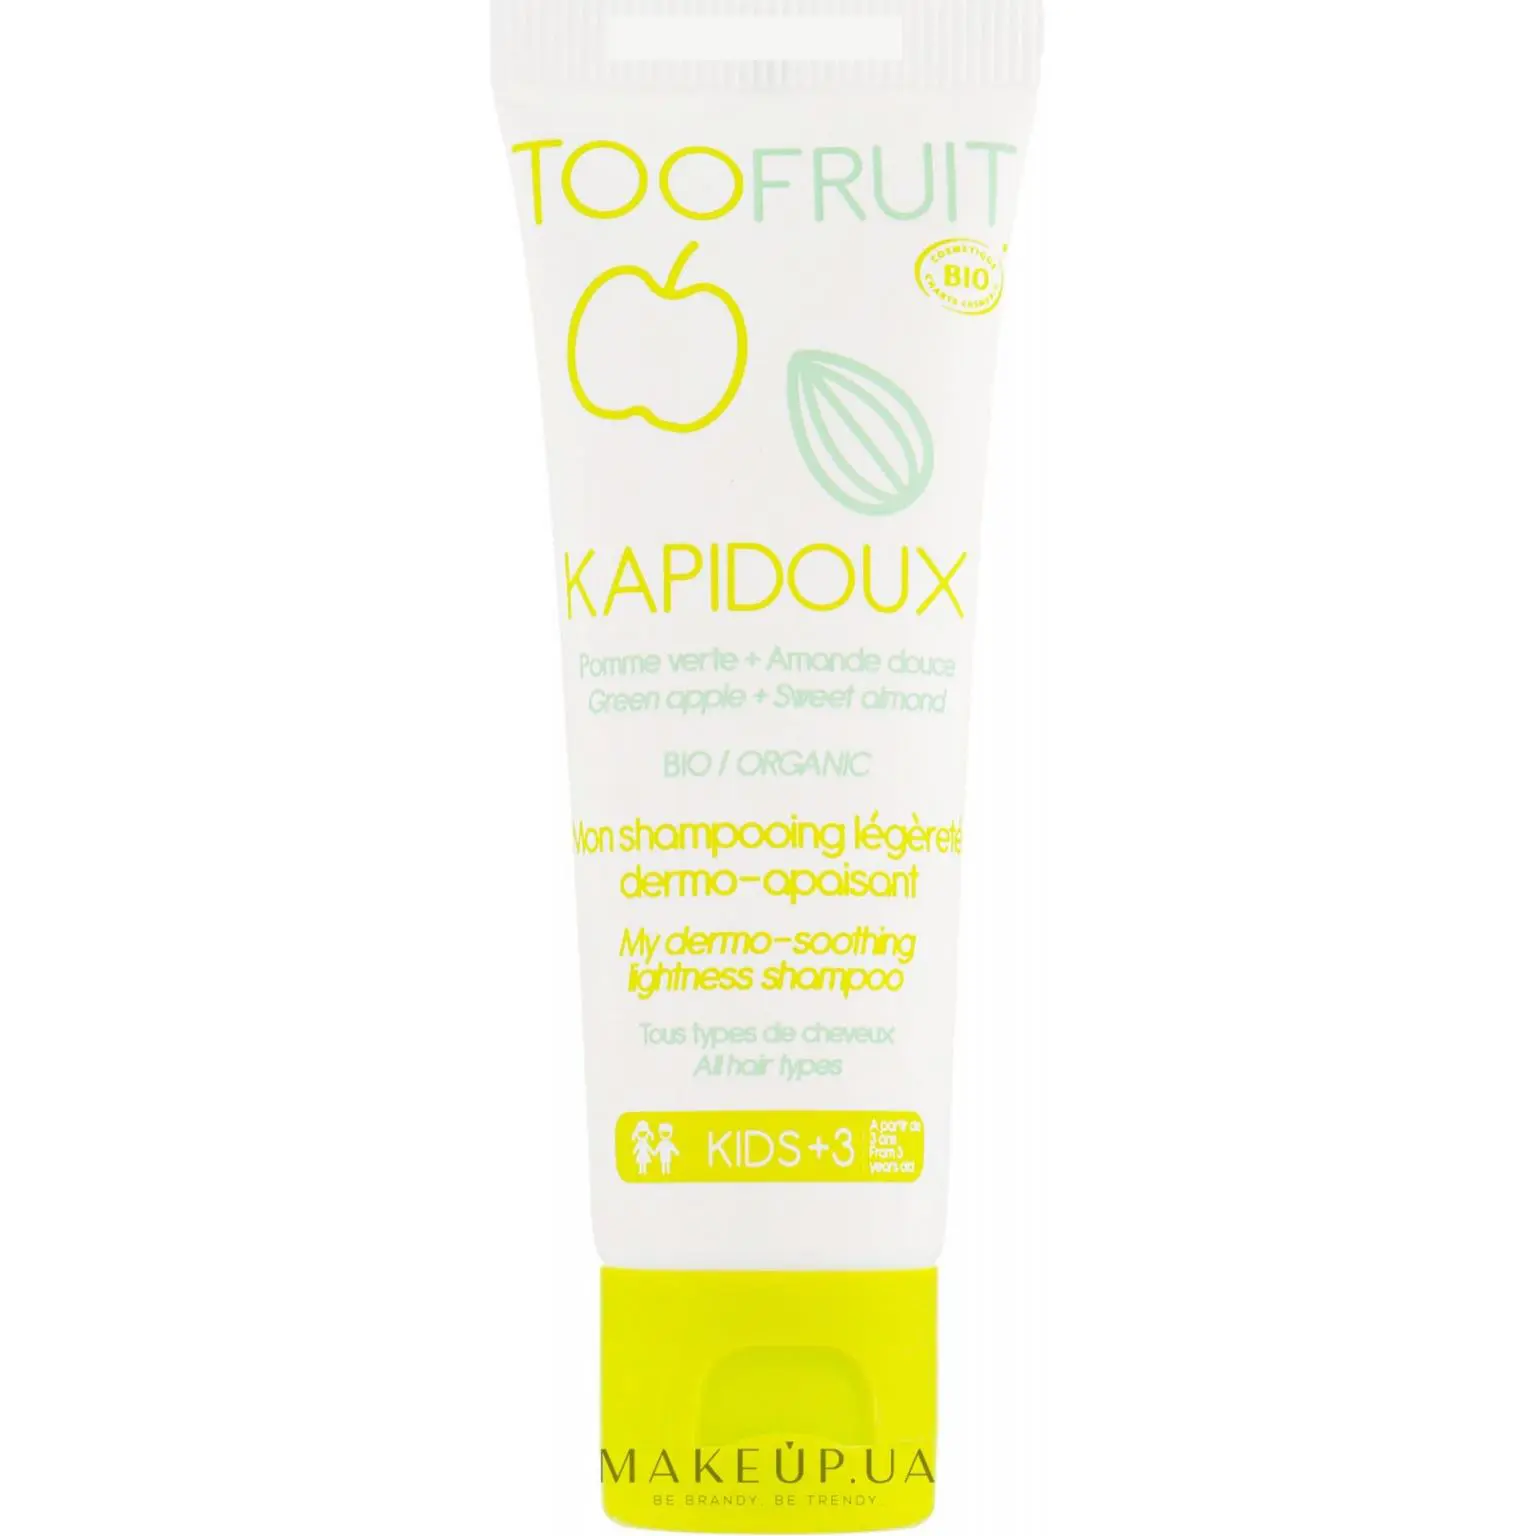 TOOFRUIT
COSMETIQUE
BIO
KAPIDOUX
Pomme verte + Amande douce
Green apple + Sweet almond
BIO / ORGANIC
Mon shampooing légèreté
dermo-apaisant
My dermo-soothing
lightness shampoo
Tous types de cheveux
All hair types
KIDS+3
A partir de
3 ans
From 3
years old
MAKEUP.UA
BE BRANDY. BE TRENDY.